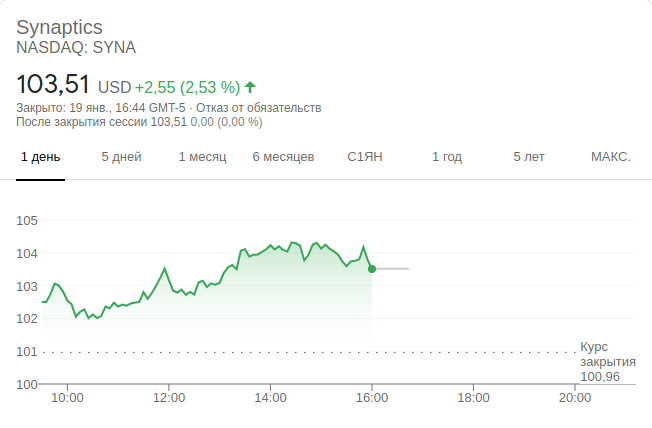 Synaptics
NASDAQ: SYNA
103,51 USD +2,55 (2,53 %)
Закрыто: 19 янв., 16:44 GMT-5 · Отказ от обязательств
После закрытия сессии 103,51 0,00 (0,00 %)
1 день 5 дней 1 месяц 6 месяцев С1ЯН 1 год 5 лет МАКС.
105
104
103
102
101
Курс
закрытия
100,96
100
10:00 12:00 14:00 16:00 18:00 20:00